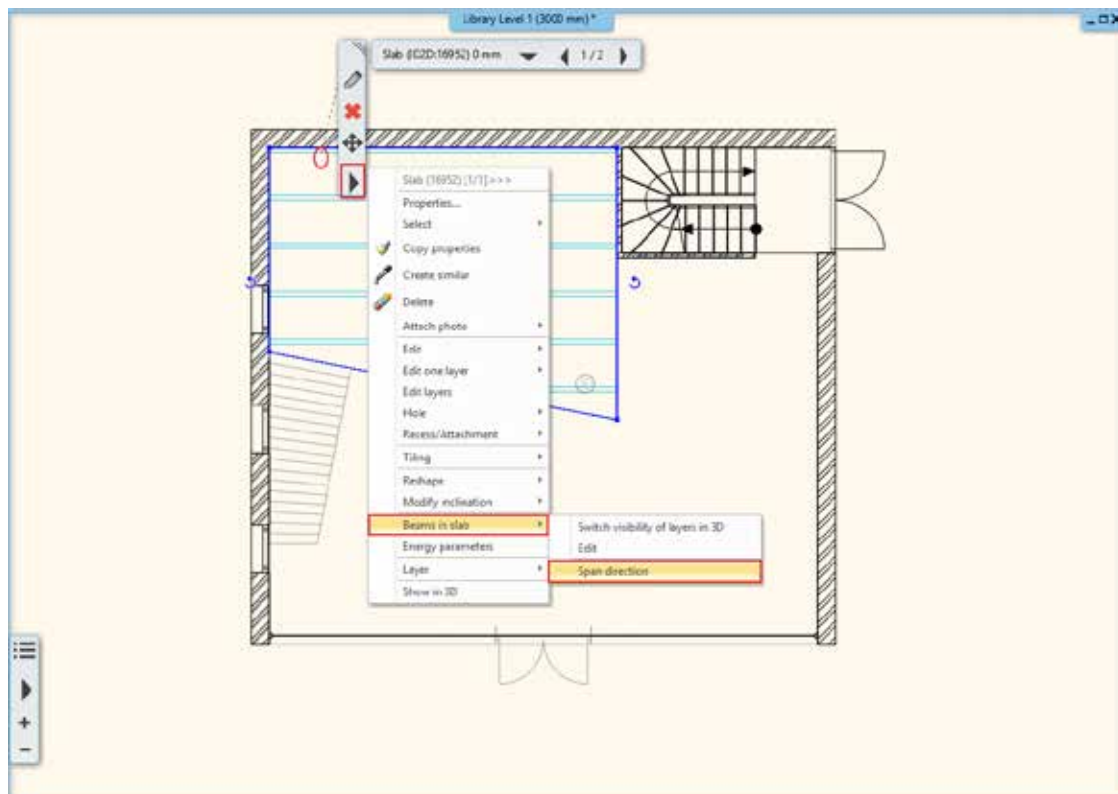 Library Level 1 (3000 mm) *
Slab (ID2D:16952) 0 mm
1 / 2
Slab (16952) [1/1] >>>
Properties...
Select
Copy properties
Create similar
Delete
Attach photo
Edit
Edit one layer
Edit layers
Hole
Recess/Attachment
Tiling
Reshape
Modify inclination
Beams in slab
Switch visibility of layers in 3D
Energy parameters
Edit
Layer
Span direction
Show in 3D